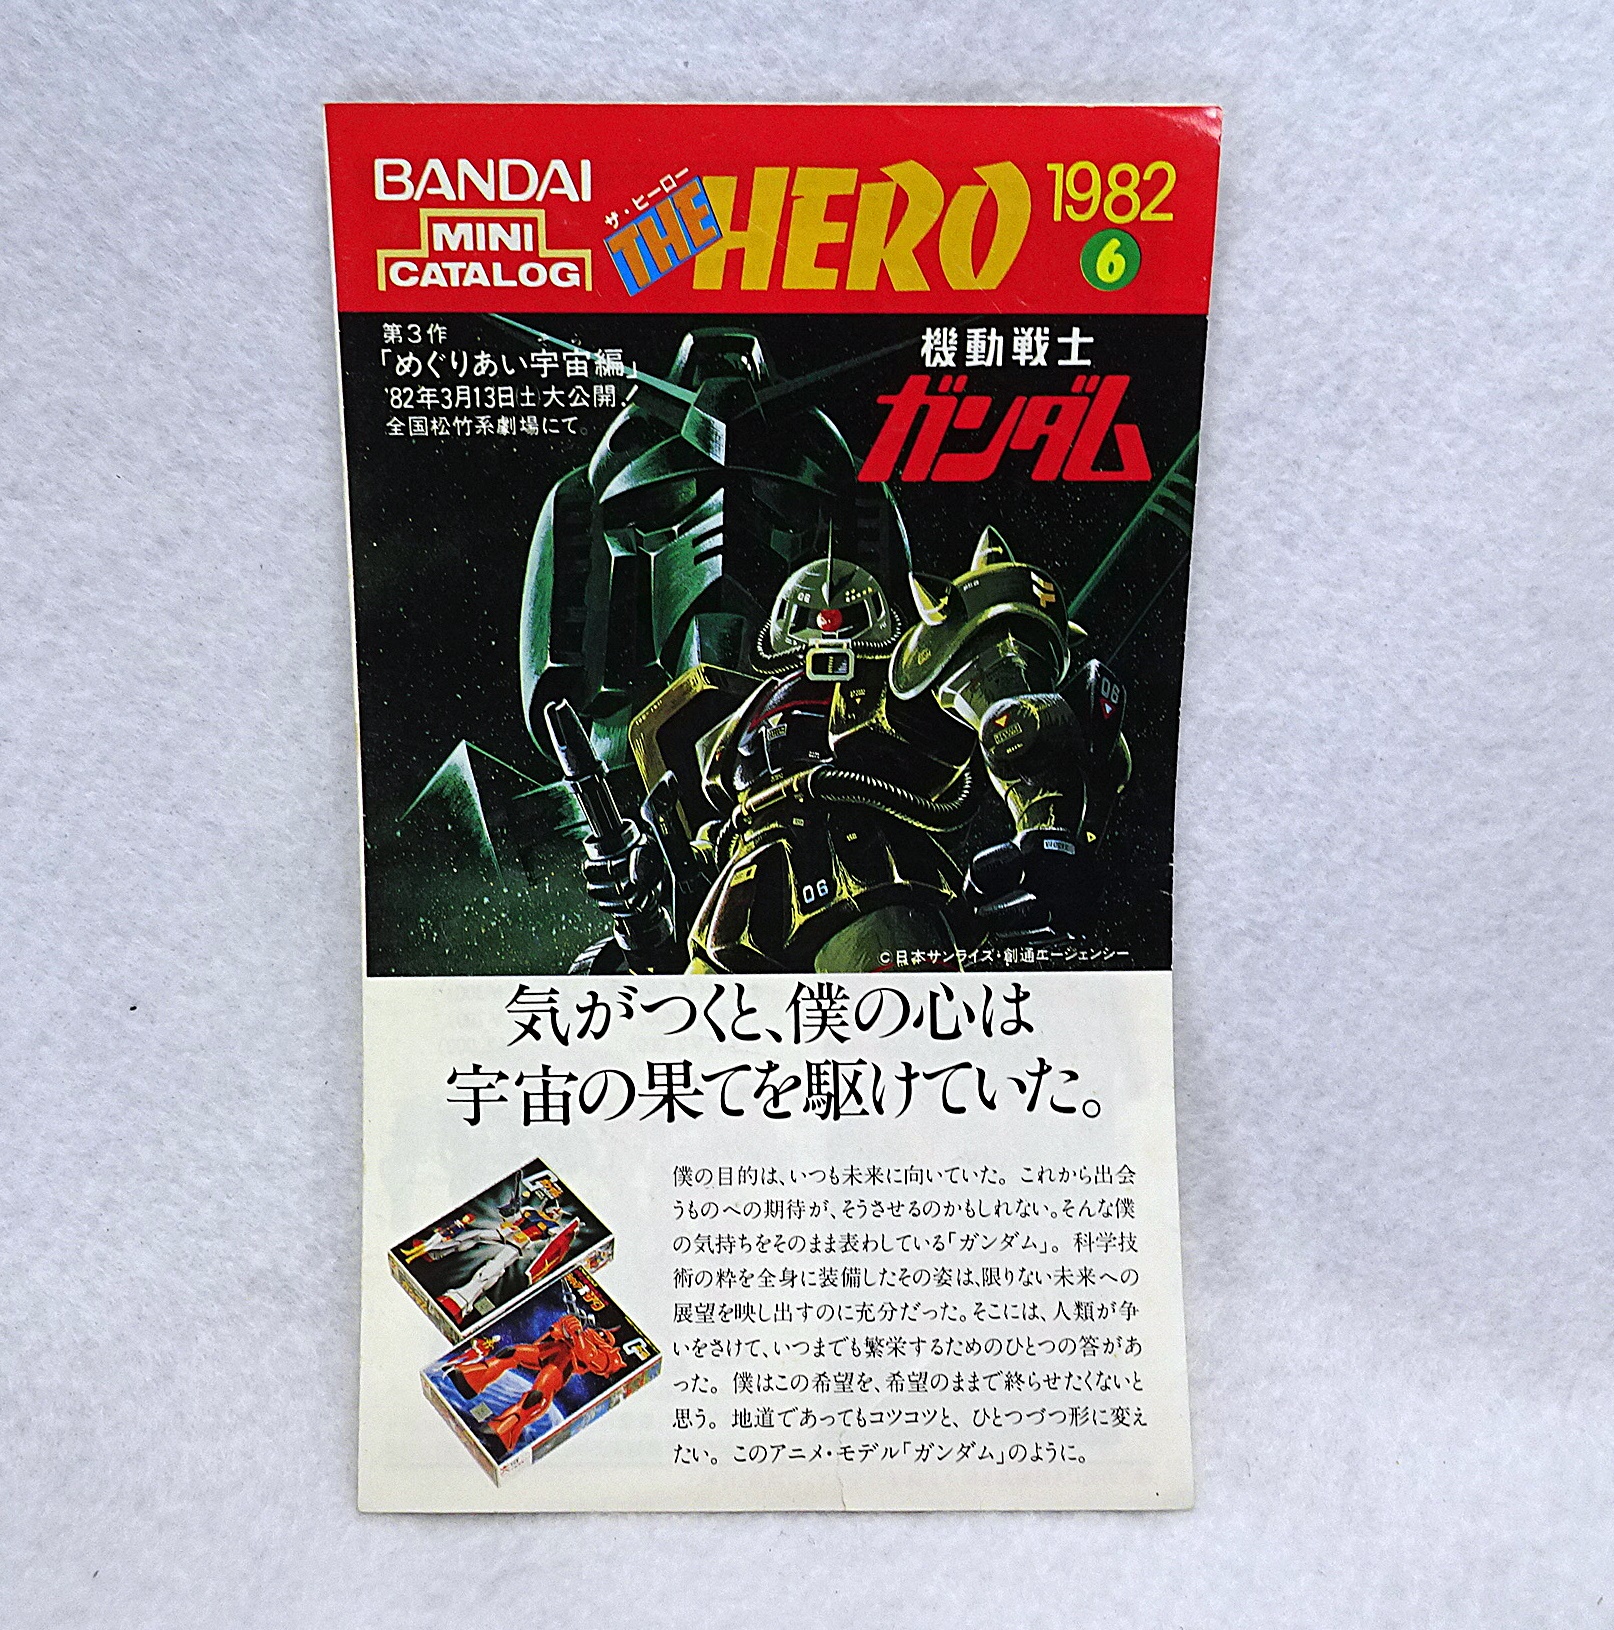 BANDAI
MINI
CATALOG
ザ・ヒーロー
THE HERO
1982
6
第3作
「めぐりあい宇宙編」
'82年3月13日(土)大公開!
全国松竹系劇場にて。
機動戦士
ガンダム
06
06
06
©日本サンライズ・創通エージェンシー
気がつくと、僕の心は
宇宙の果てを駆けていた。
僕の目的は、いつも未来に向いていた。これから出会
うものへの期待が、そうさせるのかもしれない。そんな僕
の気持ちをそのまま表わしている「ガンダム」。科学技
術の粋を全身に装備したその姿は、限りない未来への
展望を映し出すのに充分だった。そこには、人類が争
いをさけて、いつまでも繁栄するためのひとつの答があ
った。僕はこの希望を、希望のままで終らせたくないと
思う。地道であってもコツコツと、ひとつづつ形に変え
たい。このアニメ・モデル「ガンダム」のように。